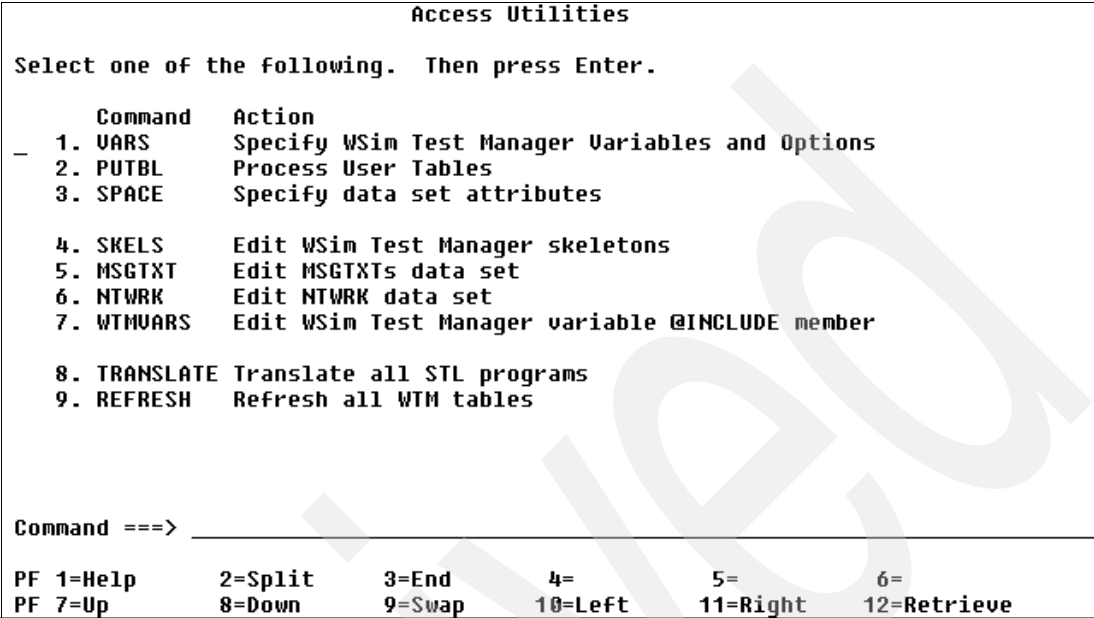 Access Utilities
Select one of the following.  Then press Enter.
Command   Action
_  1. VARS      Specify WSim Test Manager Variables and Options
2. PUTBL     Process User Tables
3. SPACE     Specify data set attributes
4. SKELS     Edit WSim Test Manager skeletons
5. MSGTXT    Edit MSGTXTs data set
6. NTWRK     Edit NTWRK data set
7. WTMVARS   Edit WSim Test Manager variable @INCLUDE member
8. TRANSLATE Translate all STL programs
9. REFRESH   Refresh all WTM tables
Command ===>
PF 1=Help      2=Split     3=End      4=         5=         6=
PF 7=Up        8=Down      9=Swap    10=Left    11=Right   12=Retrieve